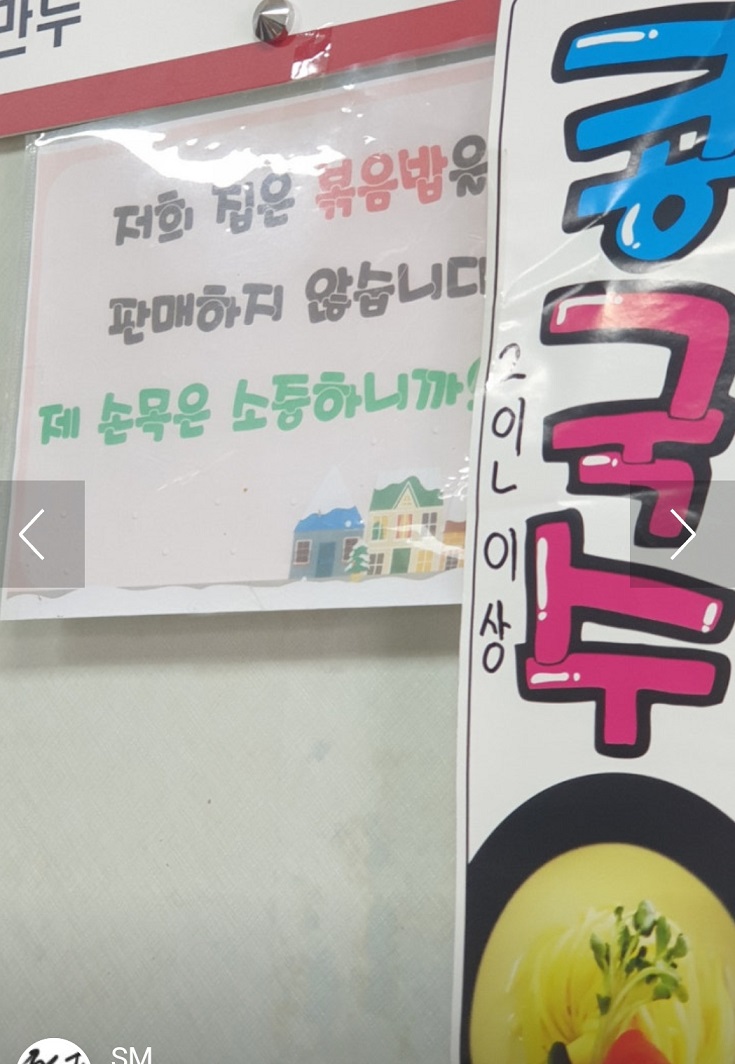 만두
저희 집은 볶음밥을
판매하지 않습니다
제 손목은 소중하니까요
국수
2인 이상
SM